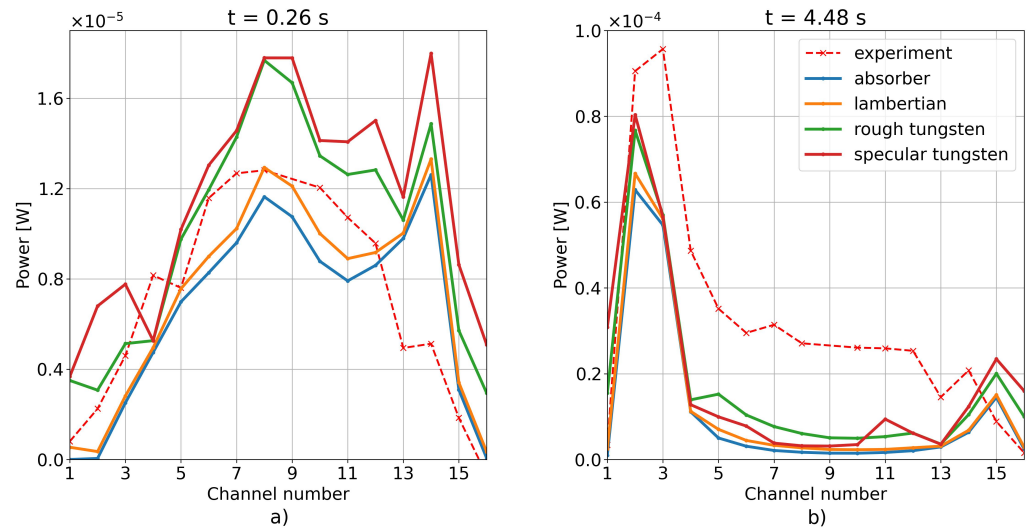 ×10⁻⁵
t = 0.26 s
1.6
1.2
0.8
0.4
0.0
Power [W]
1 3 5 7 9 11 13 15
Channel number
a)
×10⁻⁴
t = 4.48 s
1.0
0.8
0.6
0.4
0.2
0.0
Power [W]
experiment
absorber
lambertian
rough tungsten
specular tungsten
1 3 5 7 9 11 13 15
Channel number
b)